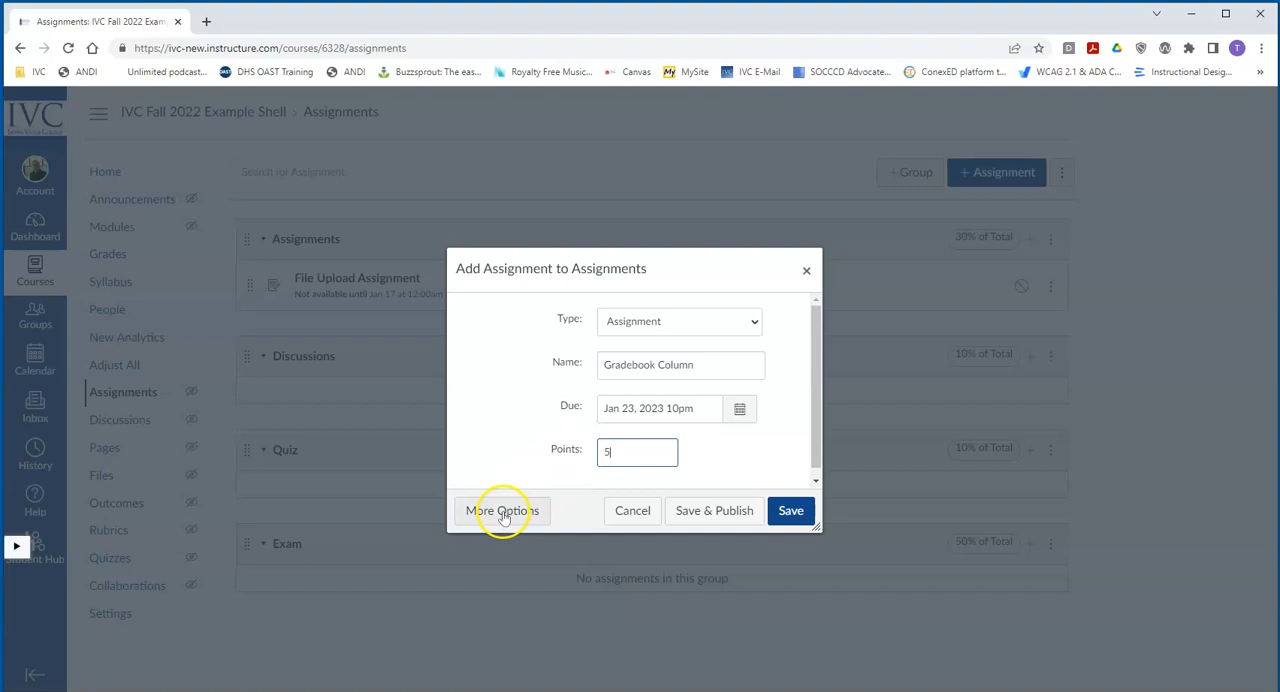 Assignments: IVC Fall 2022 Exam
https://ivc-new.instructure.com/courses/6328/assignments
T
IVC
ANDI
Unlimited podcast...
DHS OAST Training
ANDI
Buzzsprout: The eas...
Royalty Free Music...
Canvas
MySite
IVC E-Mail
SOCCCD Advocate...
ConexED platform t...
WCAG 2.1 & ADA C...
Instructional Desig...
IVC
IVC Fall 2022 Example Shell › Assignments
Account
Dashboard
Courses
Groups
Calendar
Inbox
History
Help
Student Hub
Home
Announcements
Modules
Grades
Syllabus
People
New Analytics
Adjust All
Assignments
Discussions
Pages
Files
Outcomes
Rubrics
Quizzes
Collaborations
Settings
Search for Assignment
+ Group
+ Assignment
Assignments
30% of Total
File Upload Assignment
Not available until Jan 17 at 12:00am
Discussions
10% of Total
Quiz
10% of Total
Exam
50% of Total
No assignments in this group
Add Assignment to Assignments
Type:
Assignment
Name:
Gradebook Column
Due:
Jan 23, 2023 10pm
Points:
5
More Options
Cancel
Save & Publish
Save